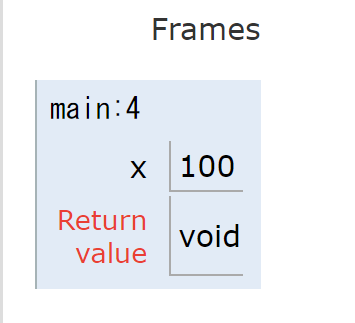 Frames
main:4
x 100
Return
value void